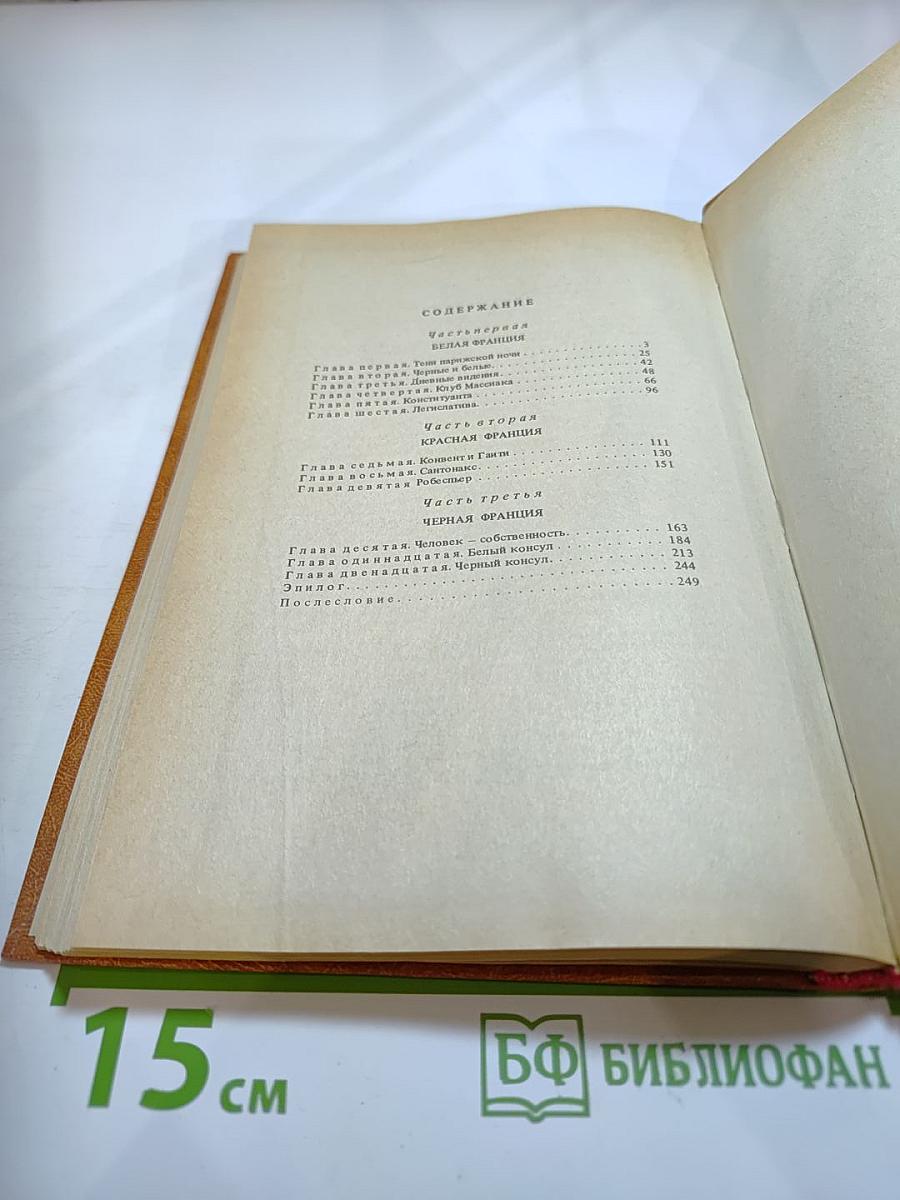 СОДЕРЖАНИЕ
Часть первая
БЕЛАЯ ФРАНЦИЯ
Глава первая. Тени парижской ночи 3
Глава вторая. Черные и белые. 25
Глава третья. Дневные видения. 42
Глава четвертая. Клуб Массиака 48
Глава пятая. Конституанта 66
Глава шестая. Легислатива. 96
Часть вторая
КРАСНАЯ ФРАНЦИЯ
Глава седьмая. Конвент и Гаити 111
Глава восьмая. Сантонакс. 130
Глава девятая Робеспьер 151
Часть третья
ЧЕРНАЯ ФРАНЦИЯ
Глава десятая. Человек — собственность. 163
Глава одиннадцатая. Белый консул 184
Глава двенадцатая. Черный консул. 213
Эпилог. 244
Послесловие. 249
15 см
БФ БИБЛИОФАН